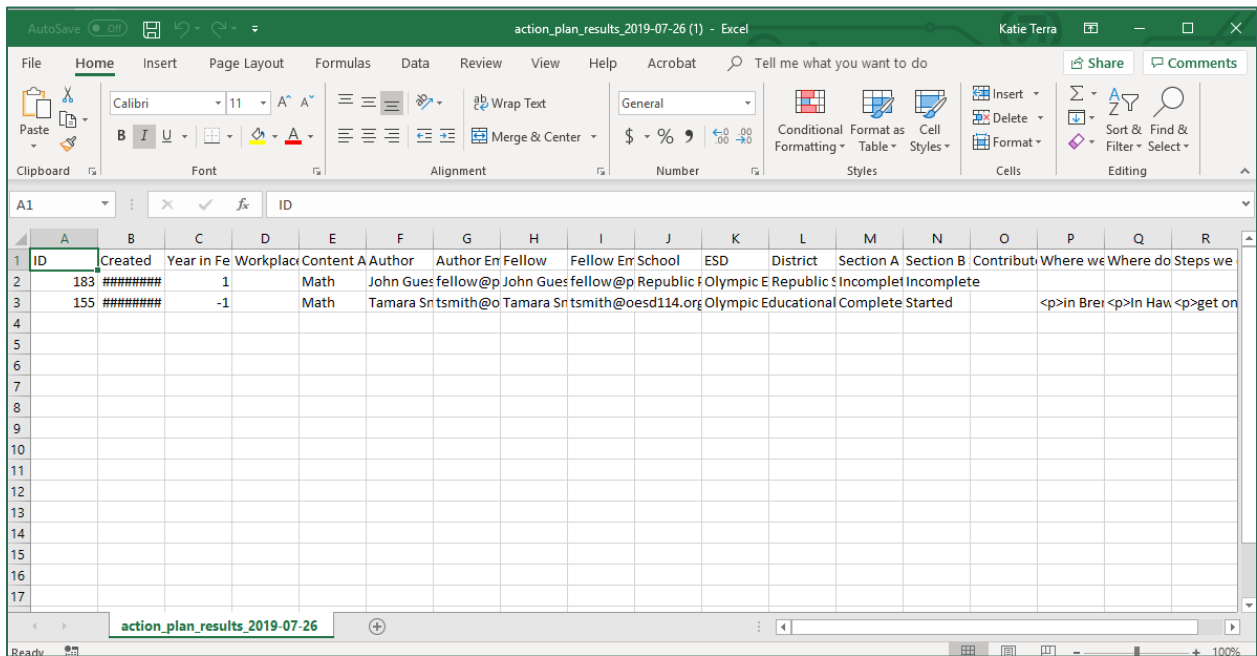 AutoSave Off action_plan_results_2019-07-26 (1) - Excel Katie Terra
File Home Insert Page Layout Formulas Data Review View Help Acrobat Tell me what you want to do Share Comments
Paste Calibri 11 A^ A˅ ab Wrap Text General Conditional Formatting Format as Table Cell Styles Insert Σ Sort & Filter Find & Select
B I U A Merge & Center $ % , .00 Delete
Format
Clipboard Font Alignment Number Styles Cells Editing
A1 fx ID
A B C D E F G H I J K L M N O P Q R
1 ID Created Year in Fe Workplace Content A Author Author Em Fellow Fellow Em School ESD District Section A Section B Contribut Where we Where do Steps we
2 183 ######## 1 Math John Gues fellow@p John Gues fellow@p Republic F Olympic E Republic S Incomplet Incomplete
3 155 ######## -1 Math Tamara Sn tsmith@o Tamara Sn tsmith@oesd114.org Olympic Educational Complete Started <p>in Brer <p>In Haw <p>get on
4
5
6
7
8
9
10
11
12
13
14
15
16
17
action_plan_results_2019-07-26
Ready 100%